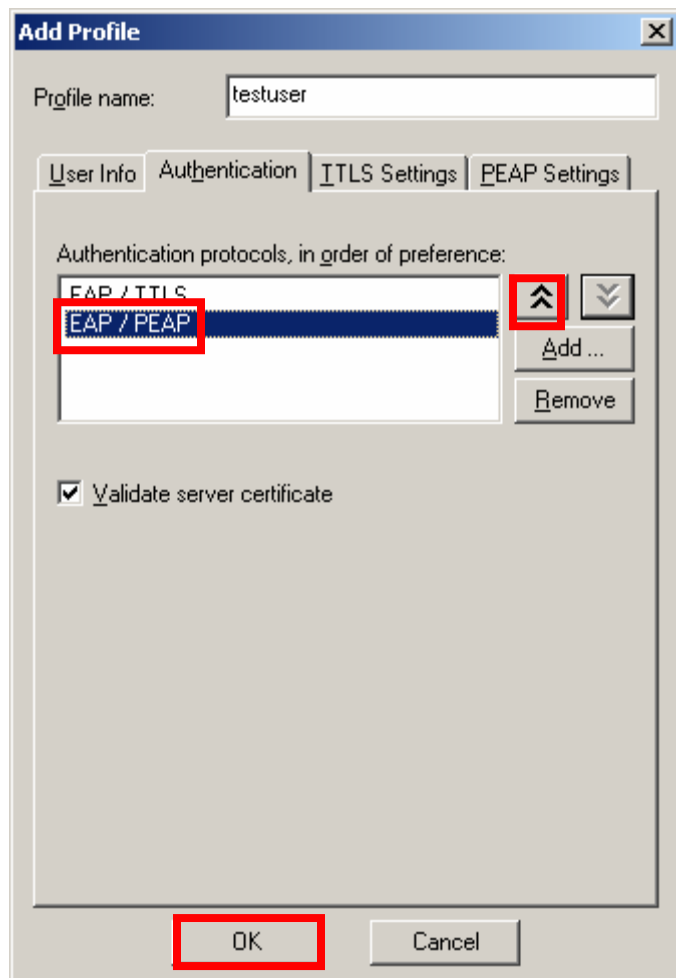 Add Profile
Profile name: testuser
User Info Authentication TTLS Settings PEAP Settings
Authentication protocols, in order of preference:
EAP / TTLS
EAP / PEAP
Add ...
Remove
Validate server certificate
OK Cancel